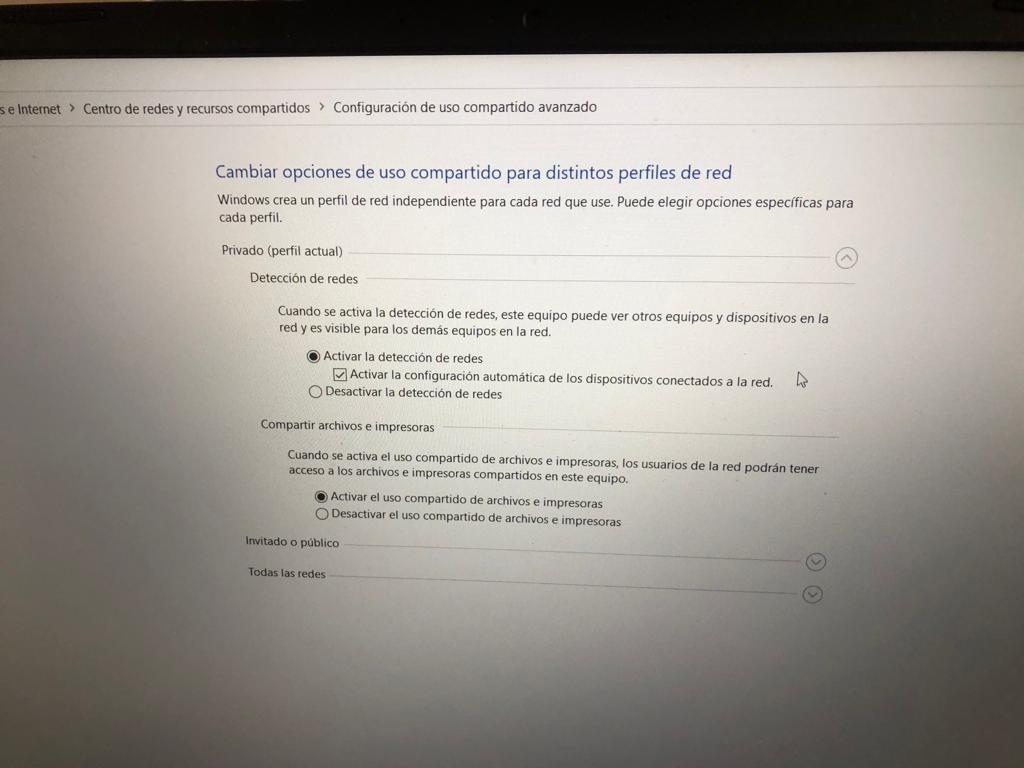 s e Internet > Centro de redes y recursos compartidos > Configuración de uso compartido avanzado
Cambiar opciones de uso compartido para distintos perfiles de red
Windows crea un perfil de red independiente para cada red que use. Puede elegir opciones específicas para
cada perfil.
Privado (perfil actual)
Detección de redes
Cuando se activa la detección de redes, este equipo puede ver otros equipos y dispositivos en la
red y es visible para los demás equipos en la red.
Activar la detección de redes
Activar la configuración automática de los dispositivos conectados a la red.
Desactivar la detección de redes
Compartir archivos e impresoras
Cuando se activa el uso compartido de archivos e impresoras, los usuarios de la red podrán tener
acceso a los archivos e impresoras compartidos en este equipo.
Activar el uso compartido de archivos e impresoras
Desactivar el uso compartido de archivos e impresoras
Invitado o público
Todas las redes